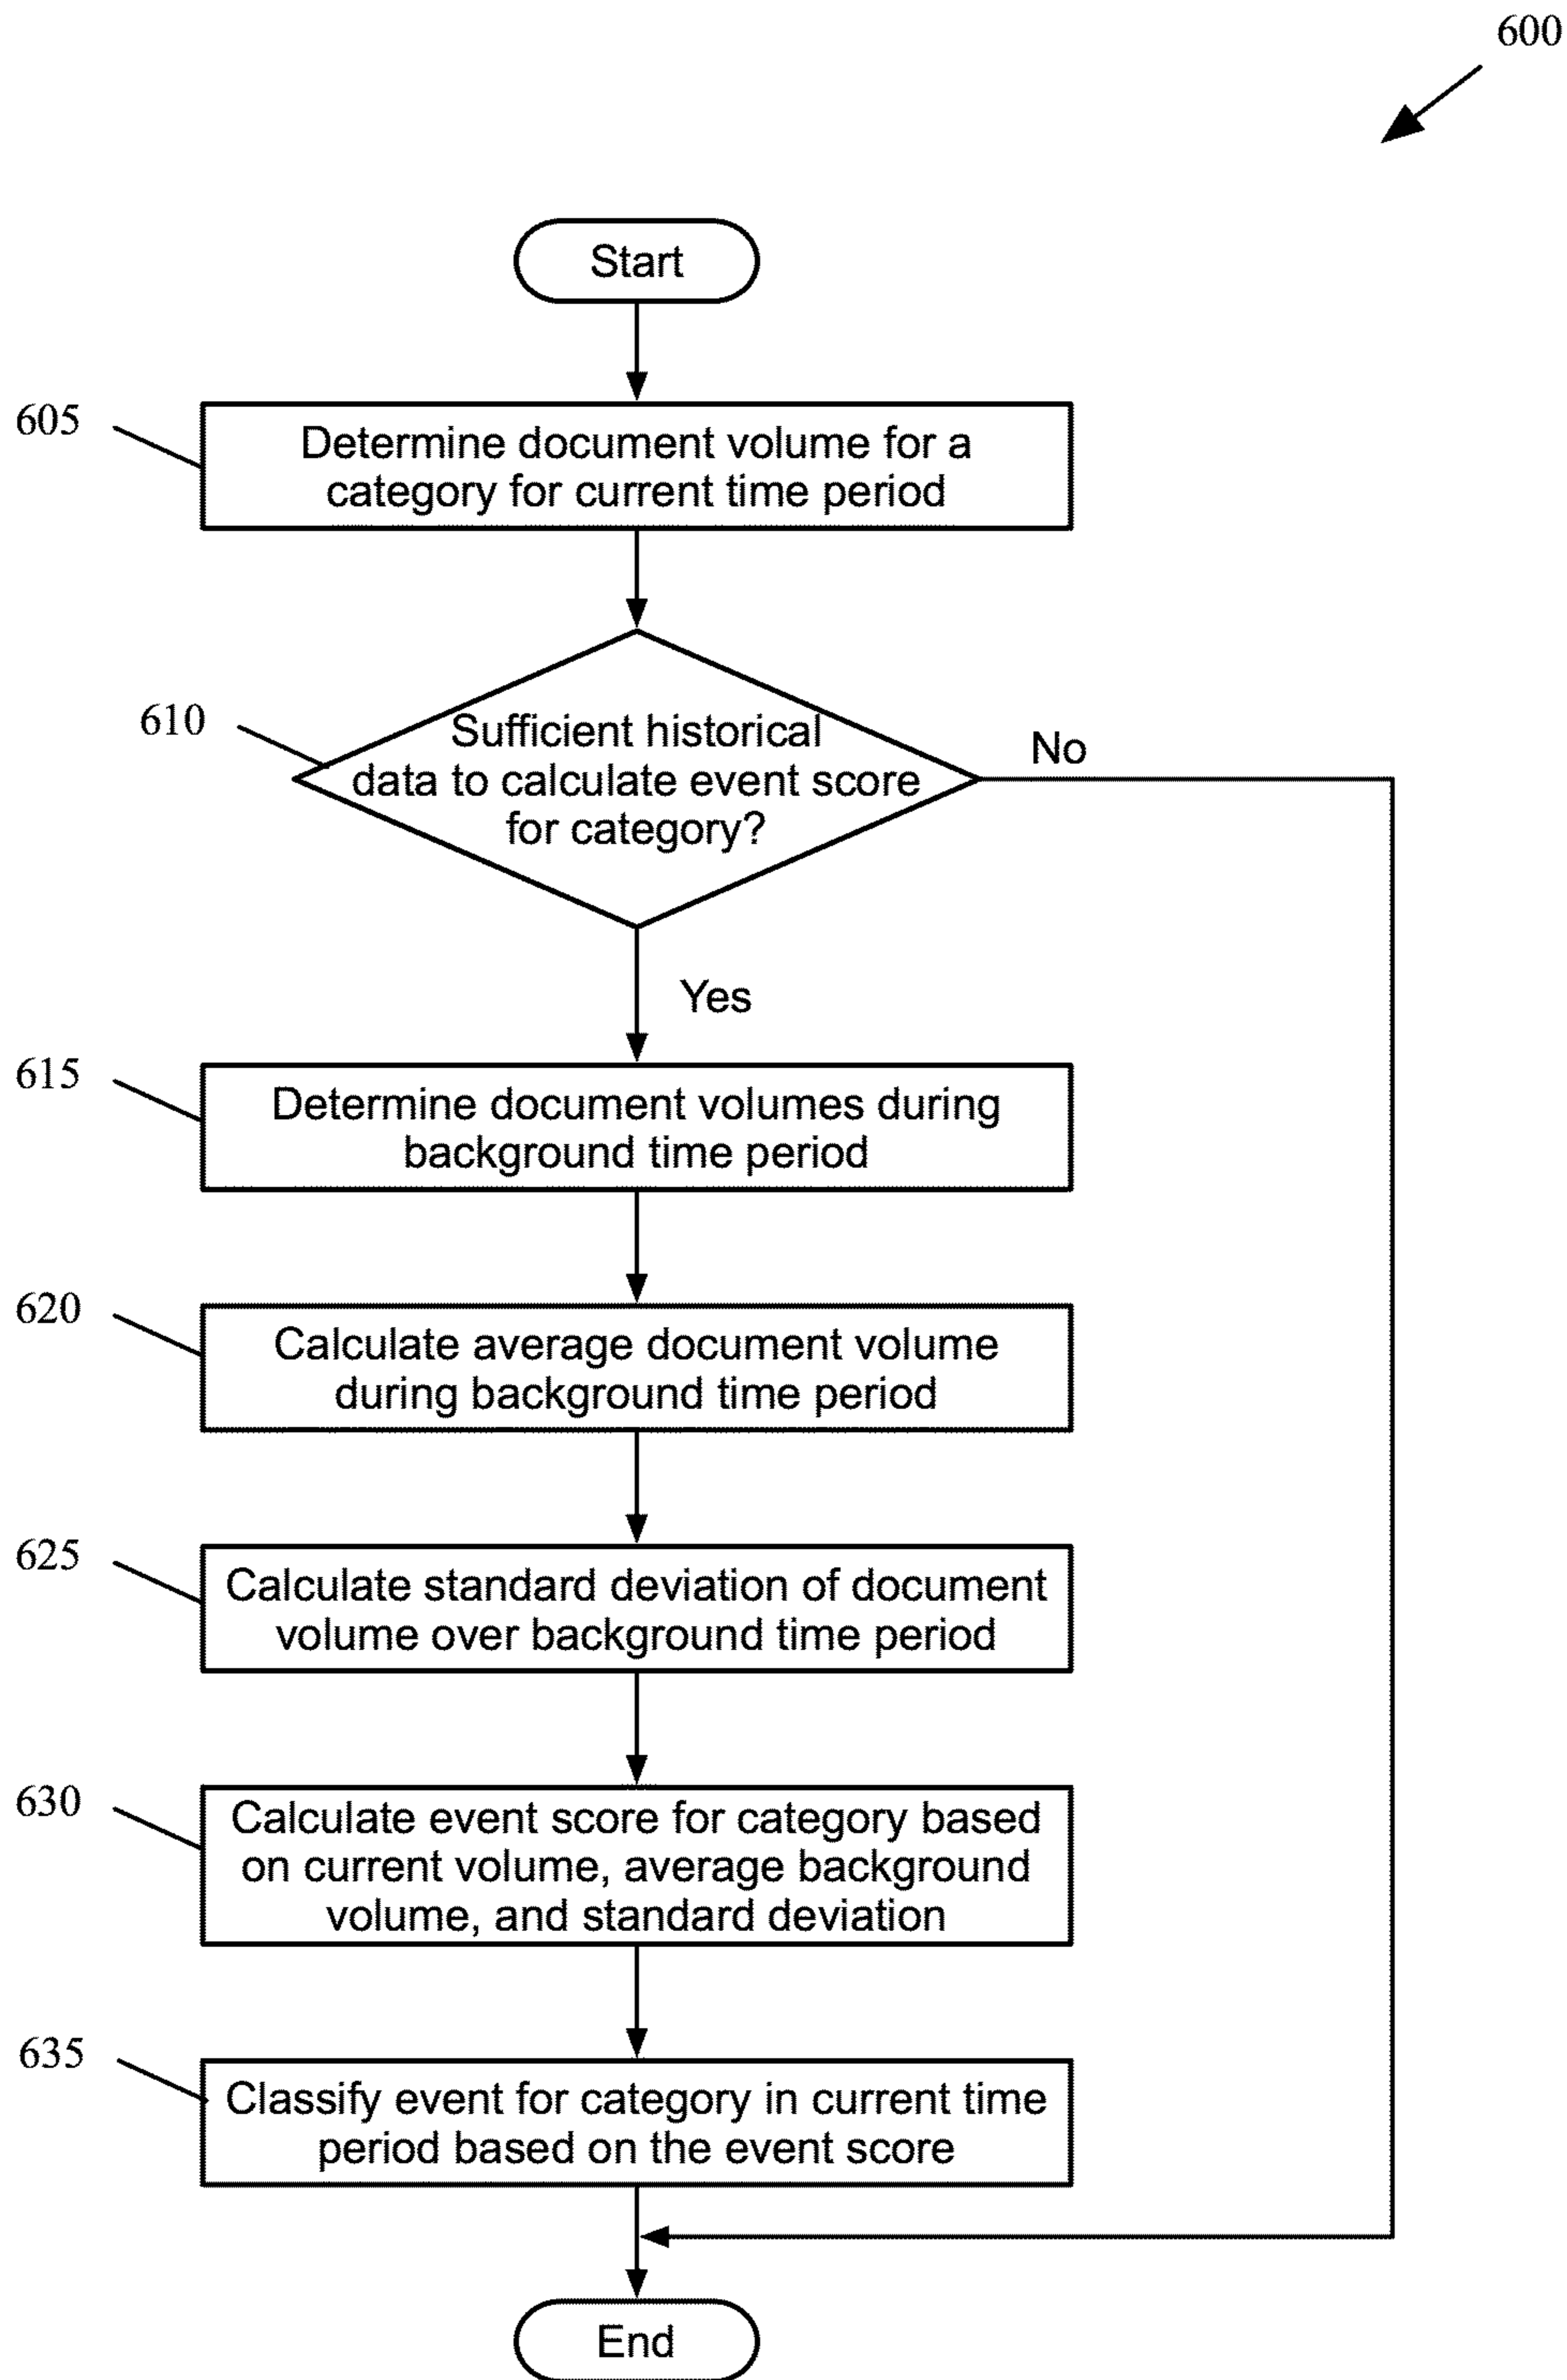 600
Start
605
Determine document volume for a
category for current time period
610
Sufficient historical
data to calculate event score
for category?
No
Yes
615
Determine document volumes during
background time period
620
Calculate average document volume
during background time period
625
Calculate standard deviation of document
volume over background time period
630
Calculate event score for category based
on current volume, average background
volume, and standard deviation
635
Classify event for category in current time
period based on the event score
End